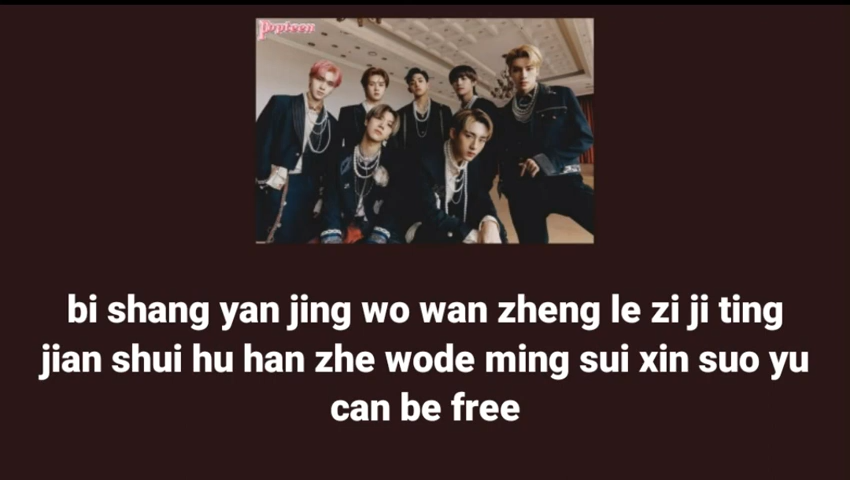 Popteen
bi shang yan jing wo wan zheng le zi ji ting
jian shui hu han zhe wode ming sui xin suo yu
can be free